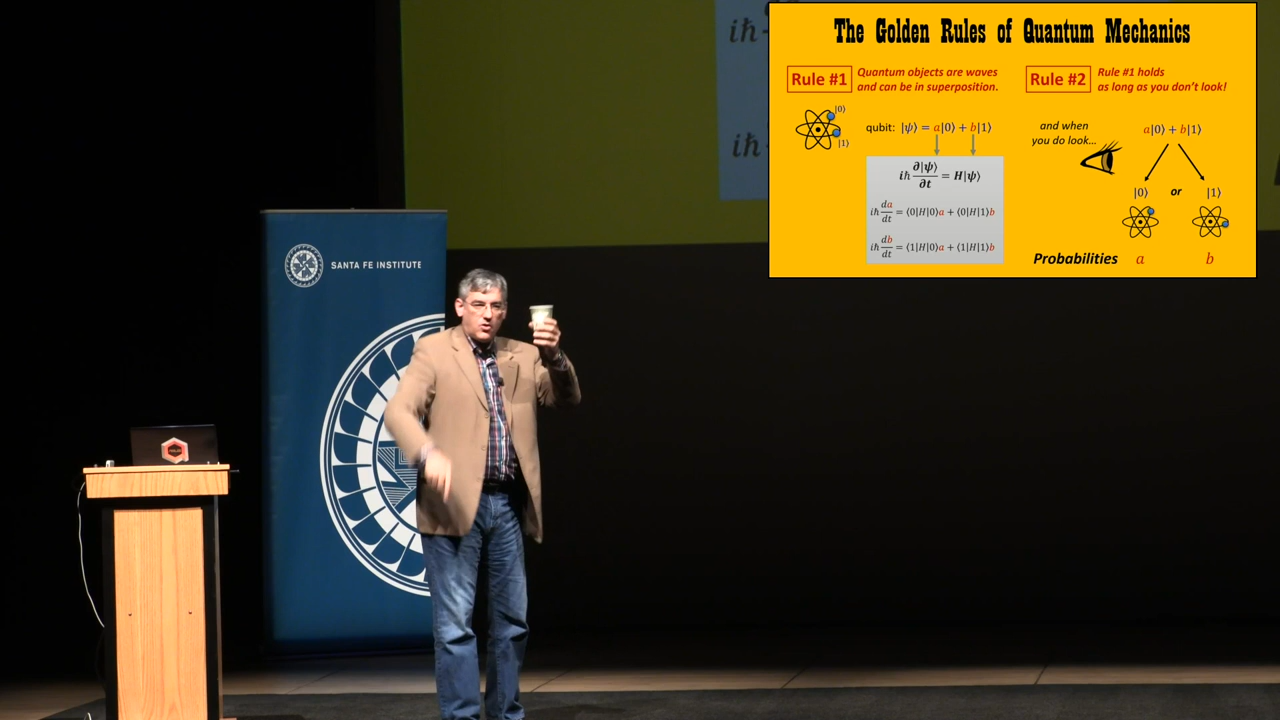 The Golden Rules of Quantum Mechanics
Rule #1
Quantum objects are waves
and can be in superposition.
|0⟩
|1⟩
qubit: |ψ⟩ = a|0⟩ + b|1⟩
iℏ ∂|ψ⟩/∂t = H|ψ⟩
iℏ da/dt = ⟨0|H|0⟩a + ⟨0|H|1⟩b
iℏ db/dt = ⟨1|H|0⟩a + ⟨1|H|1⟩b
Rule #2
Rule #1 holds
as long as you don't look!
and when
you do look...
a|0⟩ + b|1⟩
|0⟩ or |1⟩
Probabilities a b
iℏ
iℏ
SANTA FE INSTITUTE